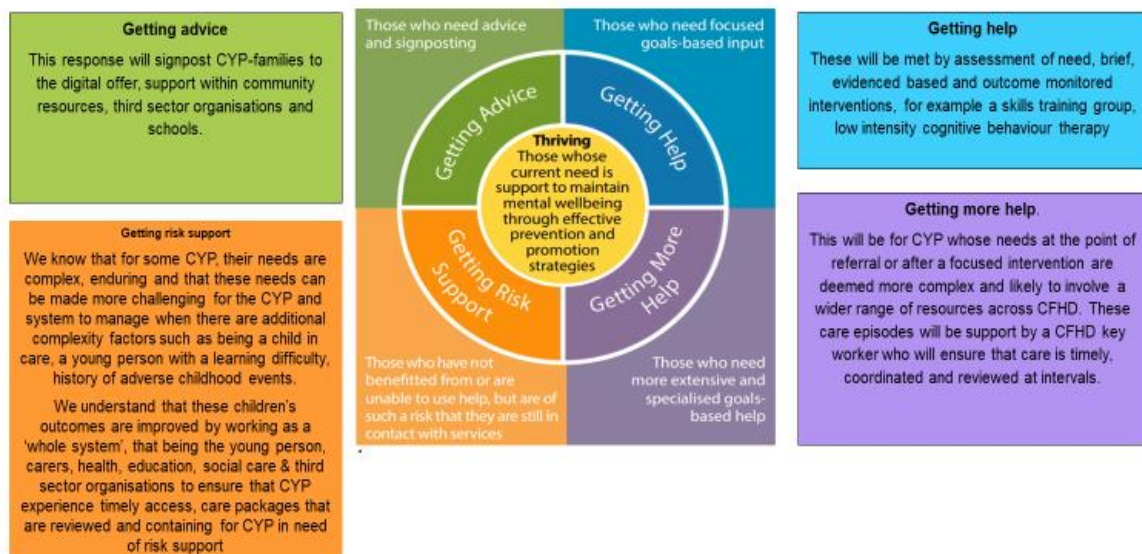 Getting advice
This response will signpost CYP-families to
the digital offer, support within community
resources, third sector organisations and
schools.
Getting risk support
We know that for some CYP, their needs are
complex, enduring and that these needs can
be made more challenging for the CYP and
system to manage when there are additional
complexity factors such as being a child in
care, a young person with a learning difficulty,
history of adverse childhood events.
We understand that these children's
outcomes are improved by working as a
'whole system', that being the young person,
carers, health, education, social care & third
sector organisations to ensure that CYP
experience timely access, care packages that
are reviewed and containing for CYP in need
of risk support
Those who need advice
and signposting
Those who need focused
goals-based input
Getting Advice
Getting Help
Thriving
Those whose
current need is
support to maintain
mental wellbeing
through effective
prevention and
promotion
strategies
Getting Risk
Support
Getting More
Help
Those who have not
benefitted from or are
unable to use help, but are of
such a risk that they are still in
contact with services
Those who need
more extensive and
specialised goals-
based help
Getting help
These will be met by assessment of need, brief,
evidenced based and outcome monitored
interventions, for example a skills training group,
low intensity cognitive behaviour therapy
Getting more help.
This will be for CYP whose needs at the point of
referral or after a focused intervention are
deemed more complex and likely to involve a
wider range of resources across CFHD. These
care episodes will be support by a CFHD key
worker who will ensure that care is timely,
coordinated and reviewed at intervals.